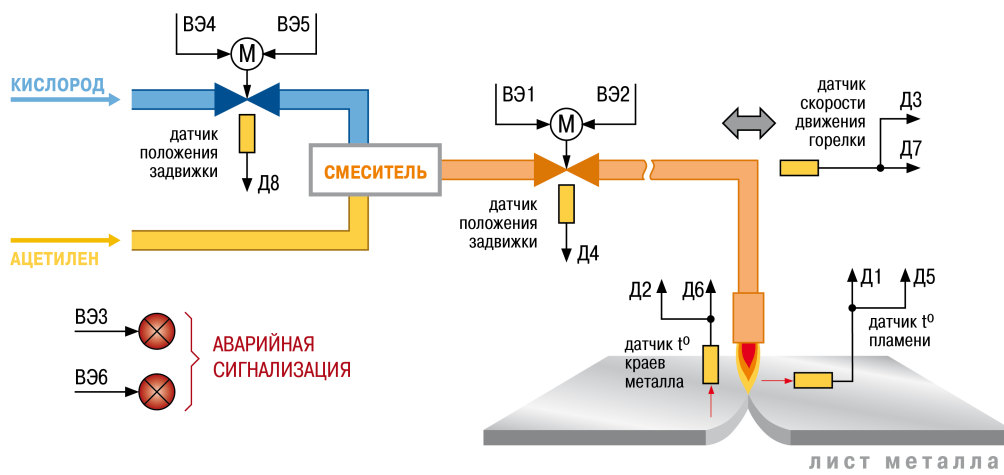 ВЭ4
ВЭ5
М
КИСЛОРОД
датчик
положения
задвижки
Д8
СМЕСИТЕЛЬ
АЦЕТИЛЕН
ВЭ1
ВЭ2
М
датчик
положения
задвижки
Д4
датчик
скорости
движения
горелки
Д3
Д7
Д2
Д6
датчик tº
краев
металла
Д1
Д5
датчик tº
пламени
ВЭ3
ВЭ6
АВАРИЙНАЯ
СИГНАЛИЗАЦИЯ
лист металла